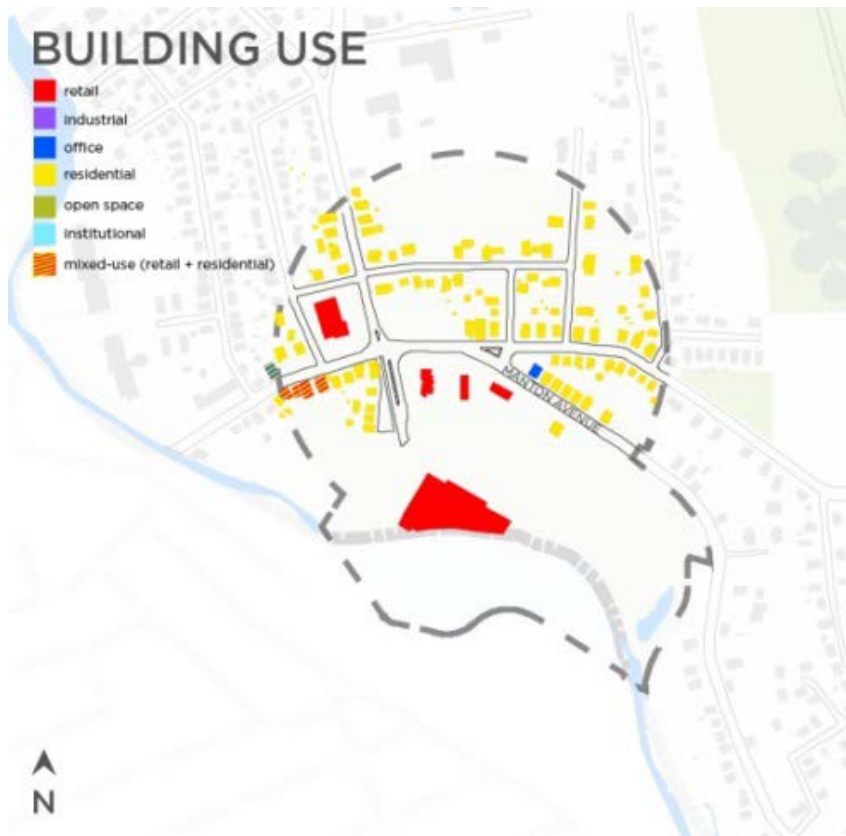 BUILDING USE
retail
industrial
office
residential
open space
institutional
mixed-use (retail + residential)
MANTON AVENUE
N